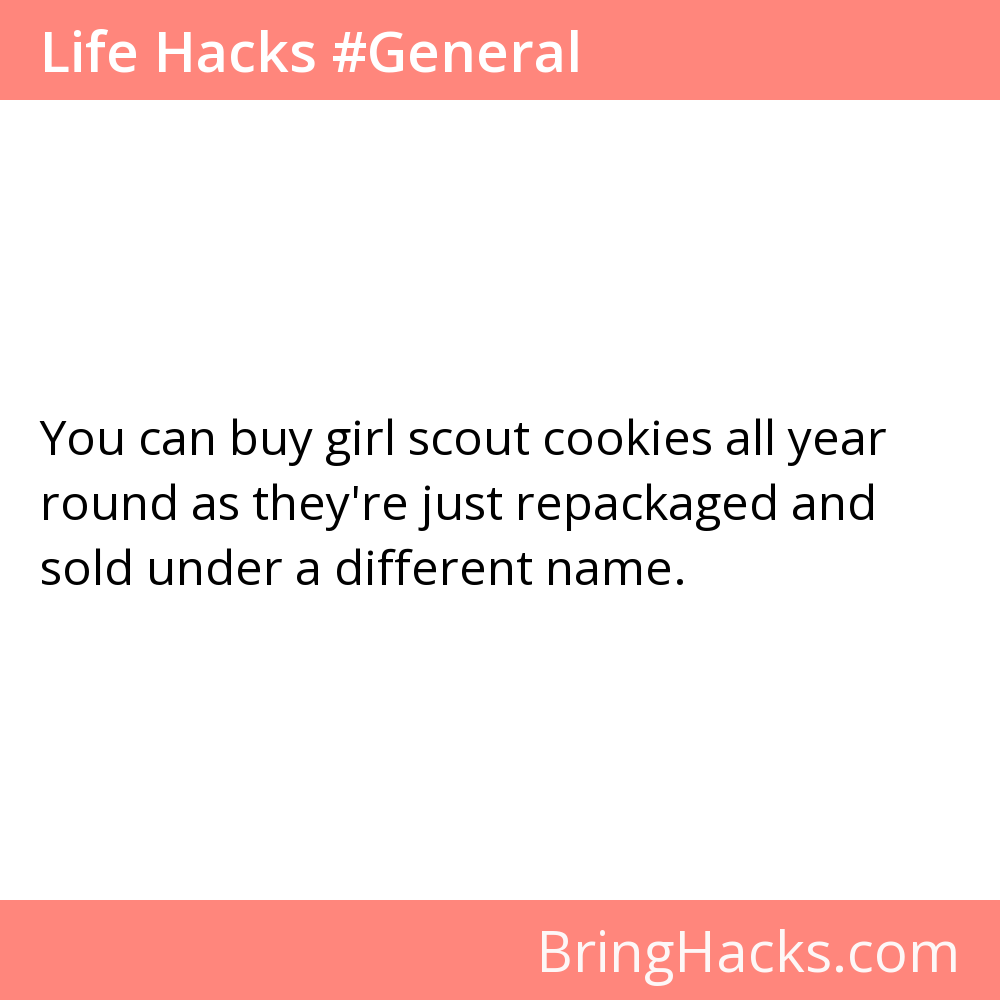 Life Hacks #General
You can buy girl scout cookies all year
round as they're just repackaged and
sold under a different name.
BringHacks.com